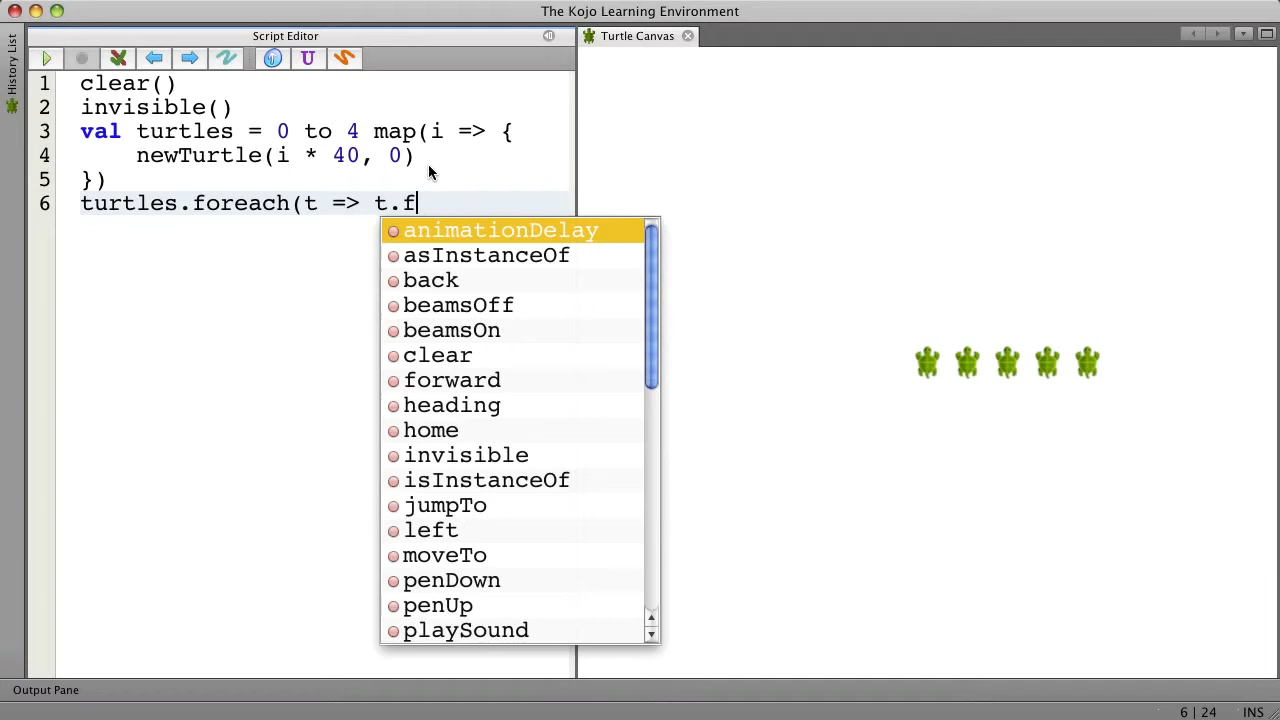 The Kojo Learning Environment
History List
Script Editor
Turtle Canvas
U
1 clear()
2 invisible()
3 val turtles = 0 to 4 map(i => {
4 newTurtle(i * 40, 0)
5 })
6 turtles.foreach(t => t.f
animationDelay
asInstanceOf
back
beamsOff
beamsOn
clear
forward
heading
home
invisible
isInstanceOf
jumpTo
left
moveTo
penDown
penUp
playSound
Output Pane
6 | 24 INS